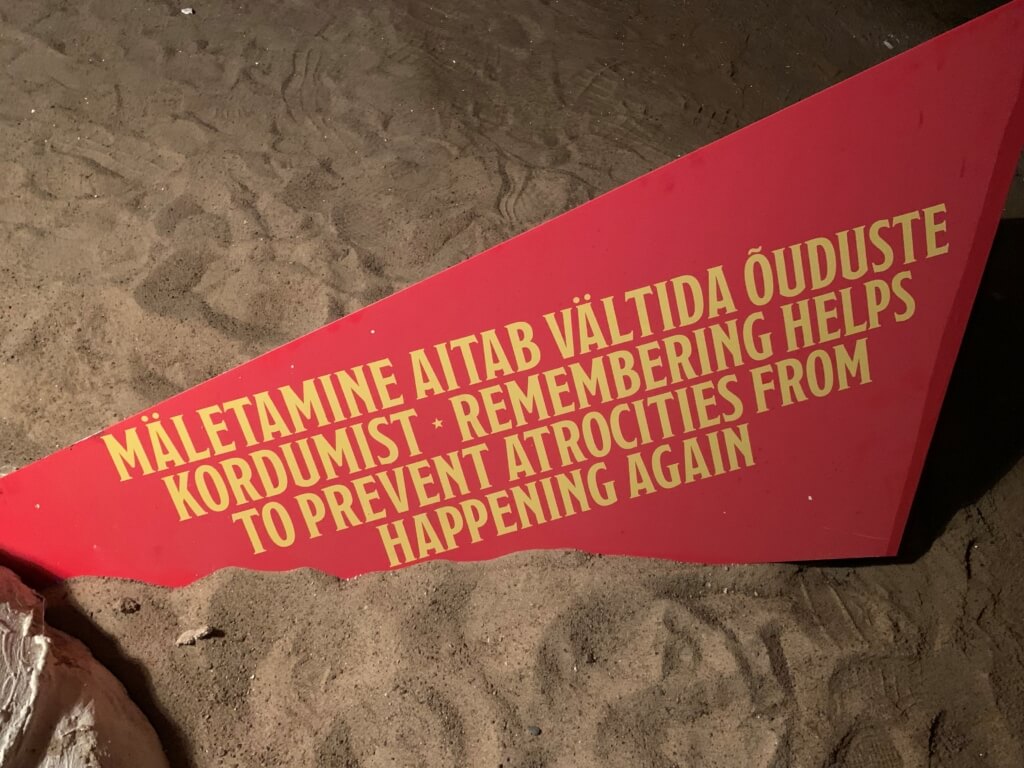 MÄLETAMINE AITAB VÄLTIDA ÕUDUSTE
KORDUMIST ★ REMEMBERING HELPS
TO PREVENT ATROCITIES FROM
HAPPENING AGAIN